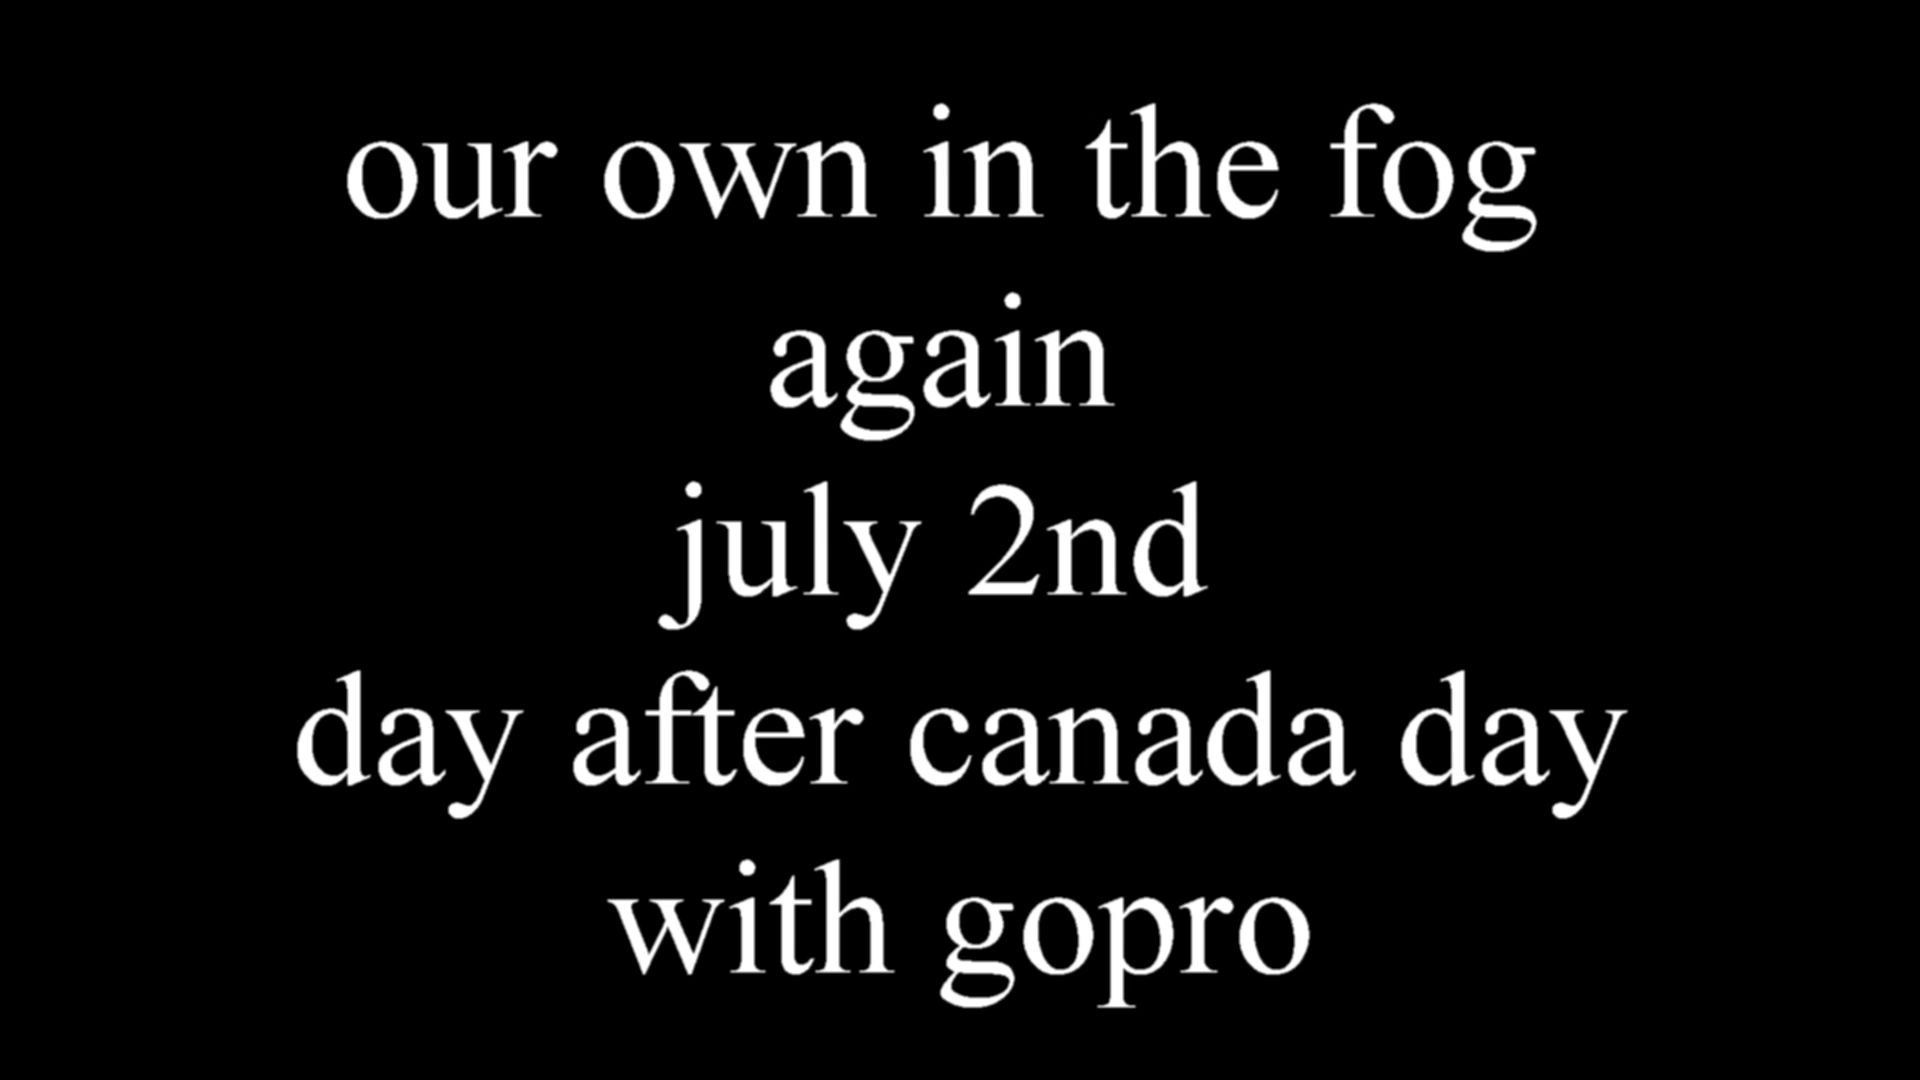 our own in the fog
again
july 2nd
day after canada day
with gopro